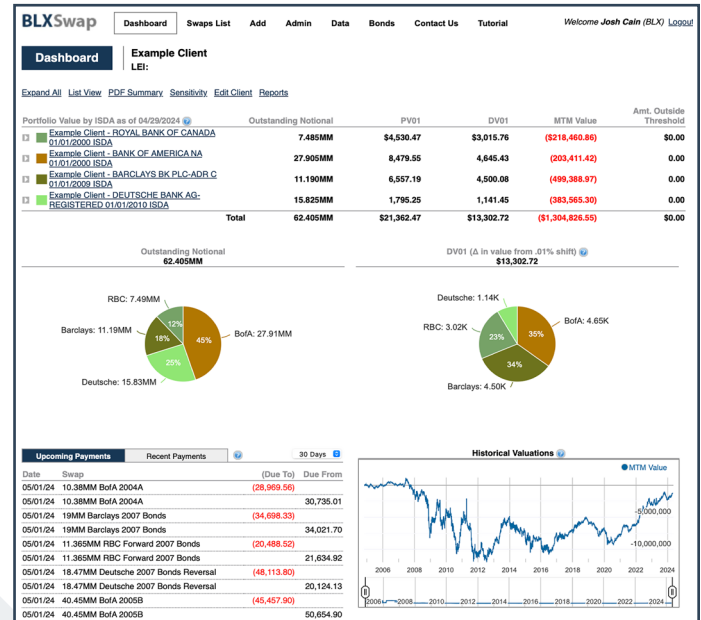 BLXSwap Dashboard Swaps List Add Admin Data Bonds Contact Us Tutorial Welcome Josh Cain (BLX) Logout
Dashboard
Example Client
LEI:
Expand All List View PDF Summary Sensitivity Edit Client Reports
Portfolio Value by ISDA as of 04/29/2024 Outstanding Notional PV01 DV01 MTM Value Amt. Outside Threshold
Example Client - ROYAL BANK OF CANADA
01/01/2000 ISDA 7.485MM $4,530.47 $3,015.76 ($218,460.86) $0.00
Example Client - BANK OF AMERICA NA
01/01/2000 ISDA 27.905MM 8,479.55 4,645.43 (203,411.42) 0.00
Example Client - BARCLAYS BK PLC-ADR C
01/01/2009 ISDA 11.190MM 6,557.19 4,500.08 (499,388.97) 0.00
Example Client - DEUTSCHE BANK AG-
REGISTERED 01/01/2010 ISDA 15.825MM 1,795.25 1,141.45 (383,565.30) 0.00
Total 62.405MM $21,362.47 $13,302.72 ($1,304,826.55) $0.00
Outstanding Notional
62.405MM
RBC: 7.49MM
12%
Barclays: 11.19MM
18%
45%
BofA: 27.91MM
25%
Deutsche: 15.83MM
DV01 (Δ in value from .01% shift)
$13,302.72
Deutsche: 1.14K
RBC: 3.02K
23%
35%
BofA: 4.65K
34%
Barclays: 4.50K
Upcoming Payments Recent Payments 30 Days
Date Swap (Due To) Due From
05/01/24 10.38MM BofA 2004A (28,969.56)
05/01/24 10.38MM BofA 2004A 30,735.01
05/01/24 19MM Barclays 2007 Bonds (34,698.33)
05/01/24 19MM Barclays 2007 Bonds 34,021.70
05/01/24 11.365MM RBC Forward 2007 Bonds (20,488.52)
05/01/24 11.365MM RBC Forward 2007 Bonds 21,634.92
05/01/24 18.47MM Deutsche 2007 Bonds Reversal (48,113.80)
05/01/24 18.47MM Deutsche 2007 Bonds Reversal 20,124.13
05/01/24 40.45MM BofA 2005B (45,457.90)
05/01/24 40.45MM BofA 2005B 50,654.90
Historical Valuations
MTM Value
-5,000,000
-10,000,000
2006 2008 2010 2012 2014 2016 2018 2020 2022 2024
2006 2008 2010 2012 2014 2016 2018 2020 2022 2024